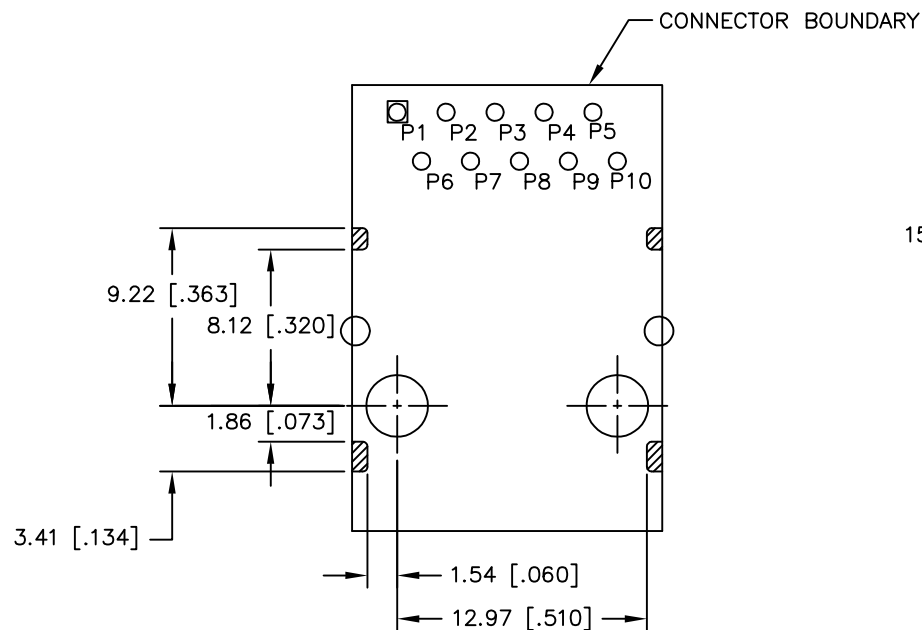 CONNECTOR BOUNDARY
P1 P2 P3 P4 P5
P6 P7 P8 P9 P10
15
9.22 [.363]
8.12 [.320]
1.86 [.073]
3.41 [.134]
1.54 [.060]
12.97 [.510]